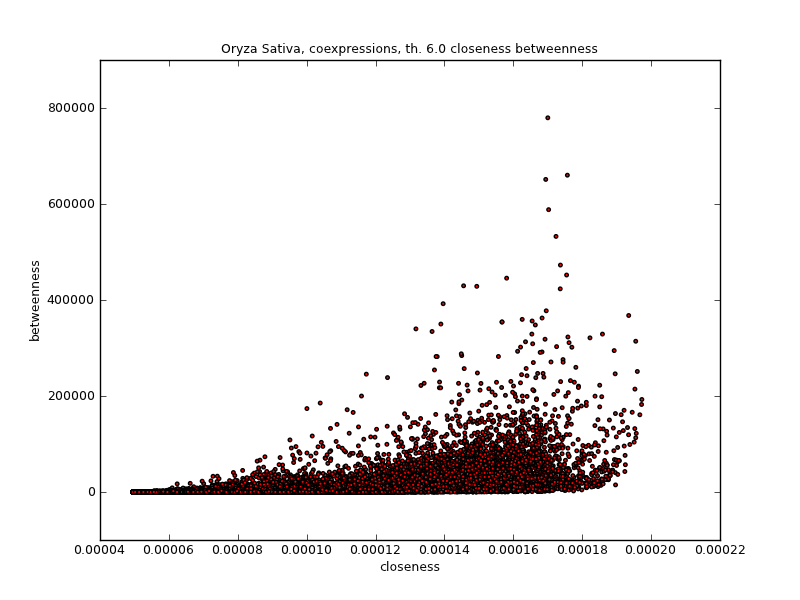 Oryza Sativa, coexpressions, th. 6.0 closeness betweenness
800000
600000
400000
200000
0
betweenness
0.00004 0.00006 0.00008 0.00010 0.00012 0.00014 0.00016 0.00018 0.00020 0.00022
closeness